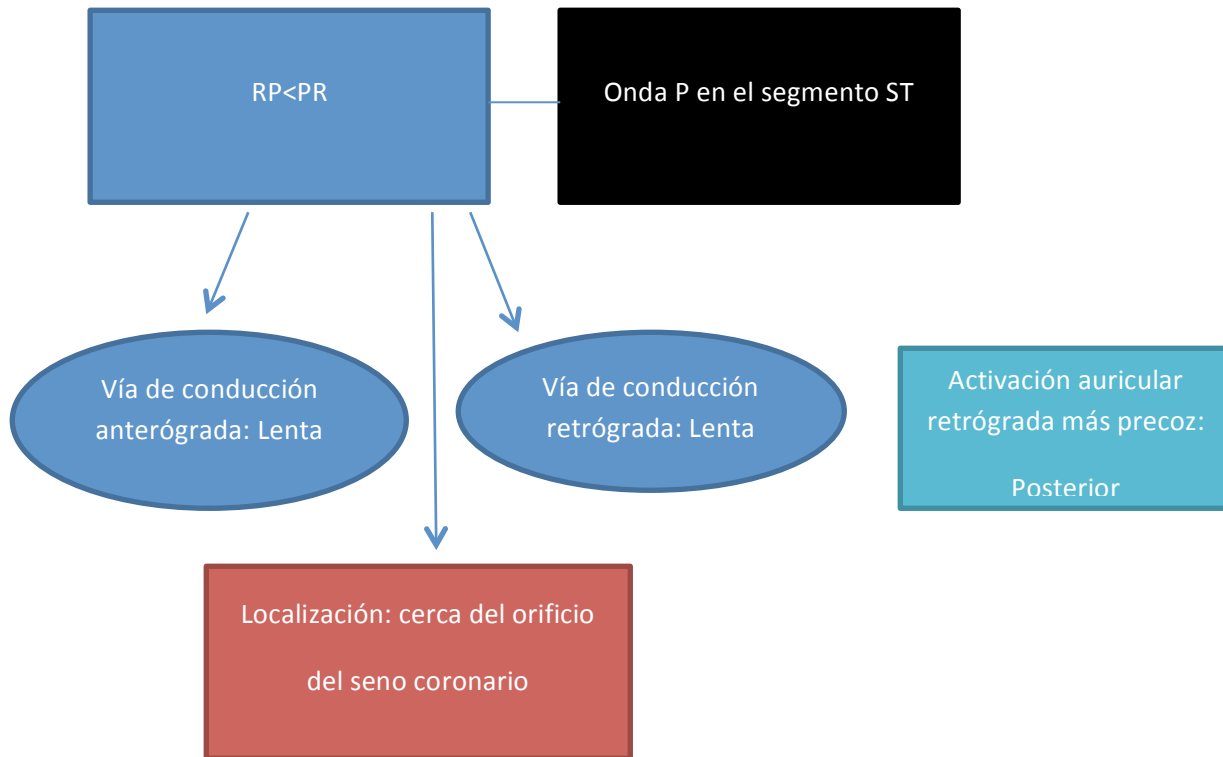 RP<PR
Onda P en el segmento ST
Vía de conducción
anterógrada: Lenta
Vía de conducción
retrógrada: Lenta
Activación auricular
retrógrada más precoz:
Posterior
Localización: cerca del orificio
del seno coronario